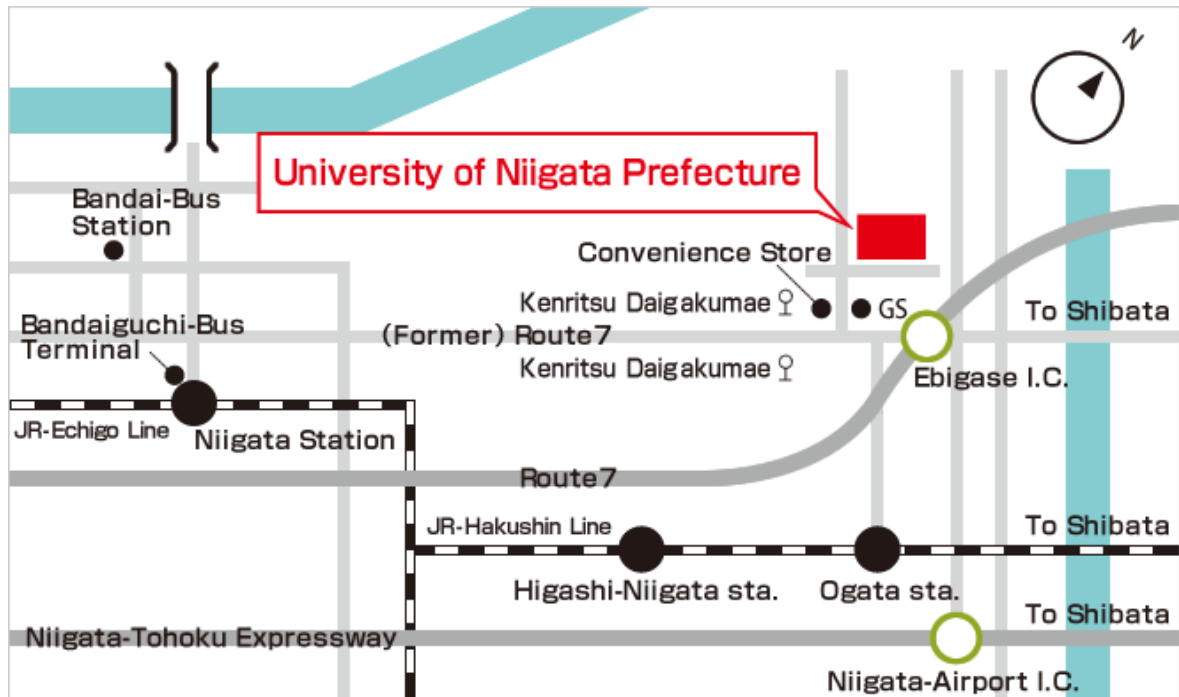 N
University of Niigata Prefecture
Bandai-Bus
Station
Convenience Store
Kenritsu Daigakumae
GS
To Shibata
Bandaiguchi-Bus
Terminal
(Former) Route7
Kenritsu Daigakumae
Ebigase I.C.
JR-Echigo Line
Niigata Station
Route7
JR-Hakushin Line
To Shibata
Higashi-Niigata sta.
Ogata sta.
To Shibata
Niigata-Tohoku Expressway
Niigata-Airport I.C.